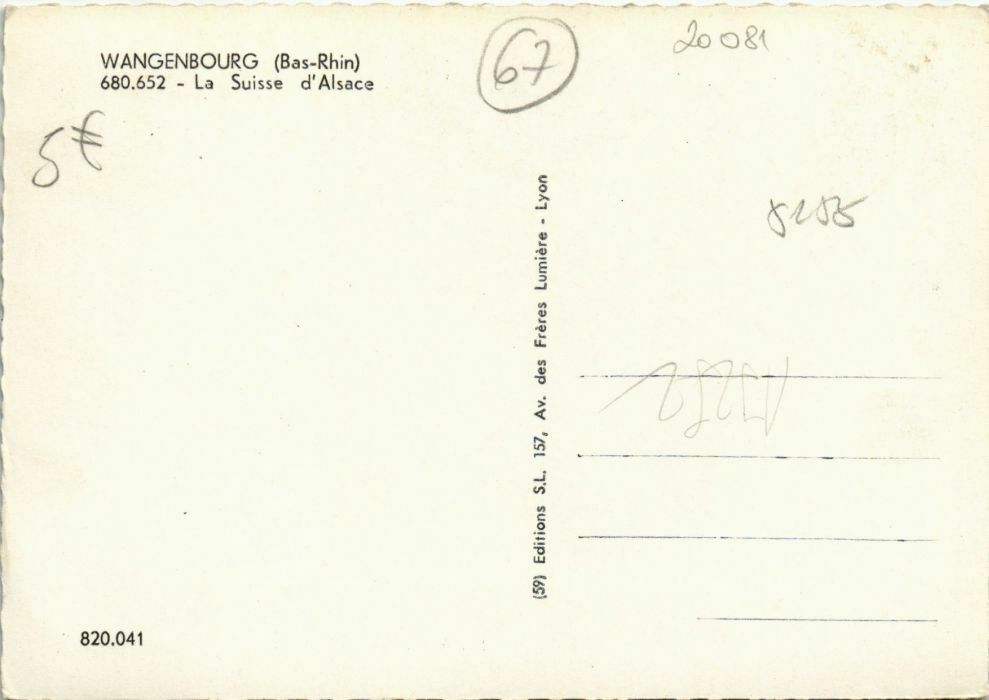 WANGENBOURG (Bas-Rhin)
680.652 - La Suisse d'Alsace
67
20081
5€
(59) Editions S.L. 157, Av. des Frères Lumière - Lyon
820.041